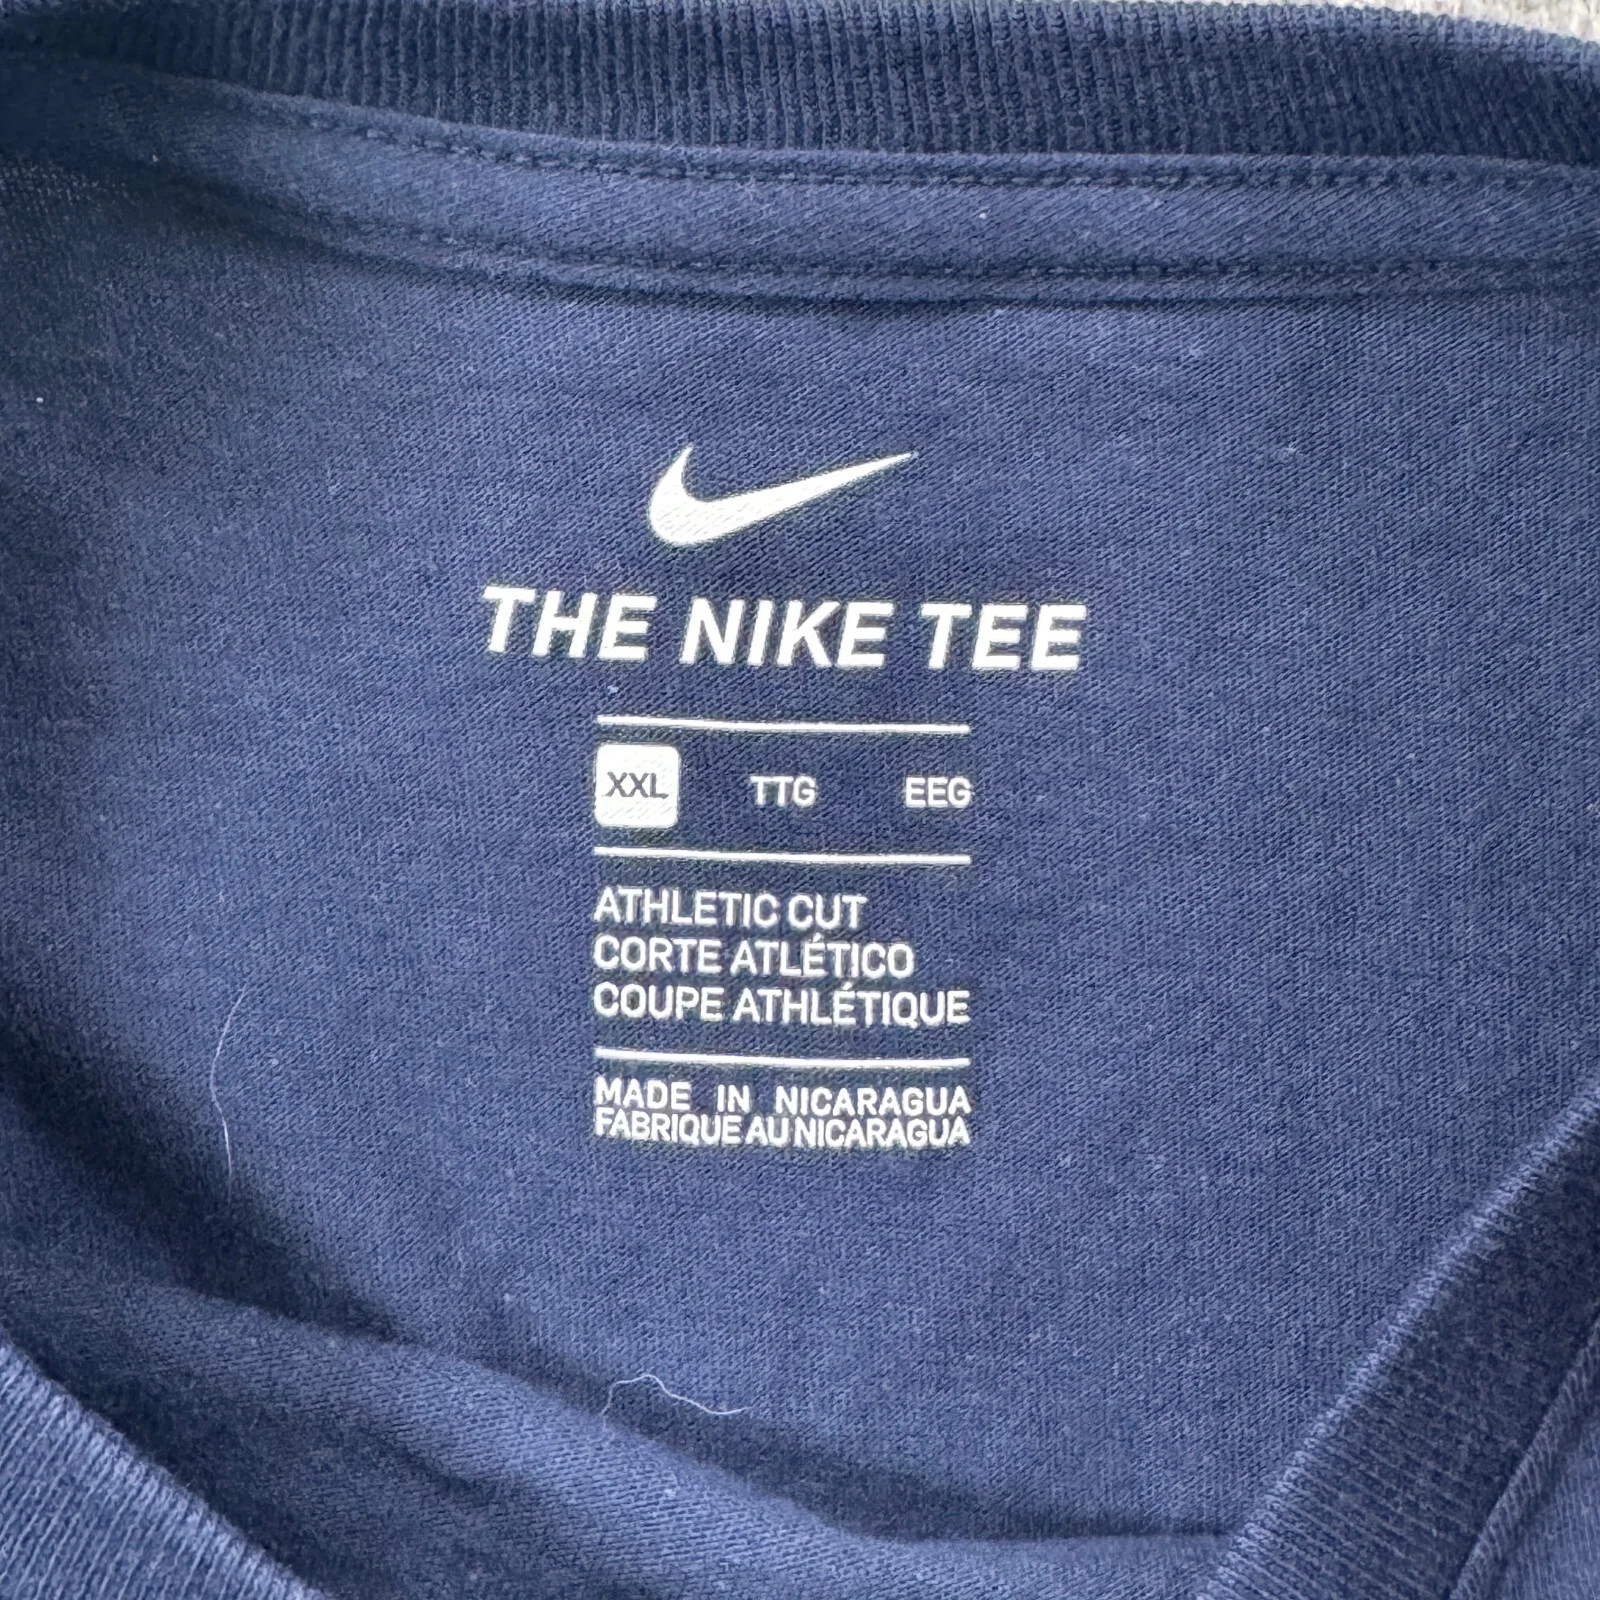 THE NIKE TEE
XXL TTG EEG
ATHLETIC CUT
CORTE ATLÉTICO
COUPE ATHLÉTIQUE
MADE IN NICARAGUA
FABRIQUE AU NICARAGUA